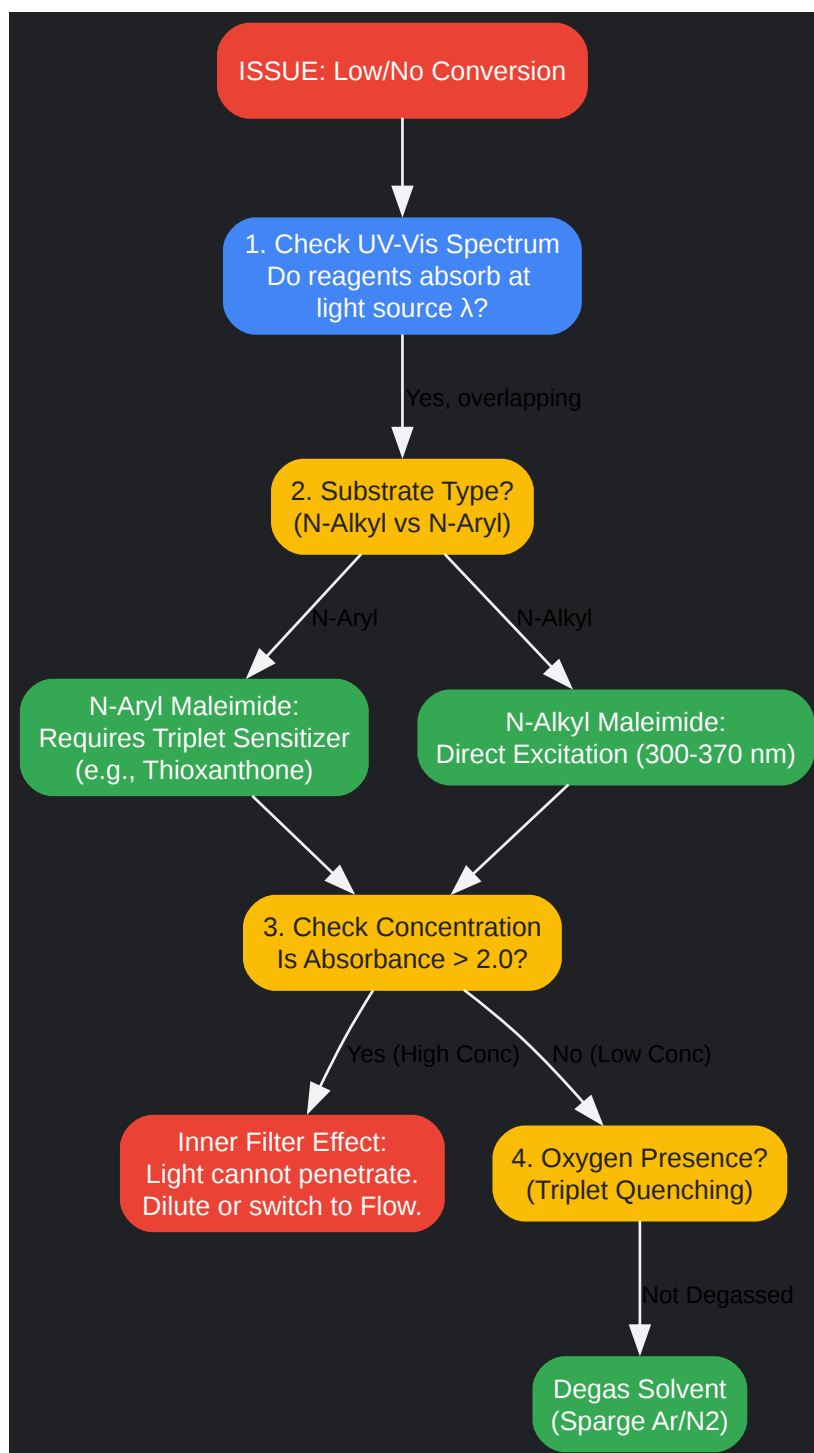 ISSUE: Low/No Conversion
1. Check UV-Vis Spectrum
Do reagents absorb at
light source λ?
Yes, overlapping
2. Substrate Type?
(N-Alkyl vs N-Aryl)
N-Aryl
N-Alkyl
N-Aryl Maleimide:
Requires Triplet Sensitizer
(e.g., Thioxanthone)
N-Alkyl Maleimide:
Direct Excitation (300-370 nm)
3. Check Concentration
Is Absorbance > 2.0?
Yes (High Conc)
No (Low Conc)
Inner Filter Effect:
Light cannot penetrate.
Dilute or switch to Flow.
4. Oxygen Presence?
(Triplet Quenching)
Not Degassed
Degas Solvent
(Sparge Ar/N2)